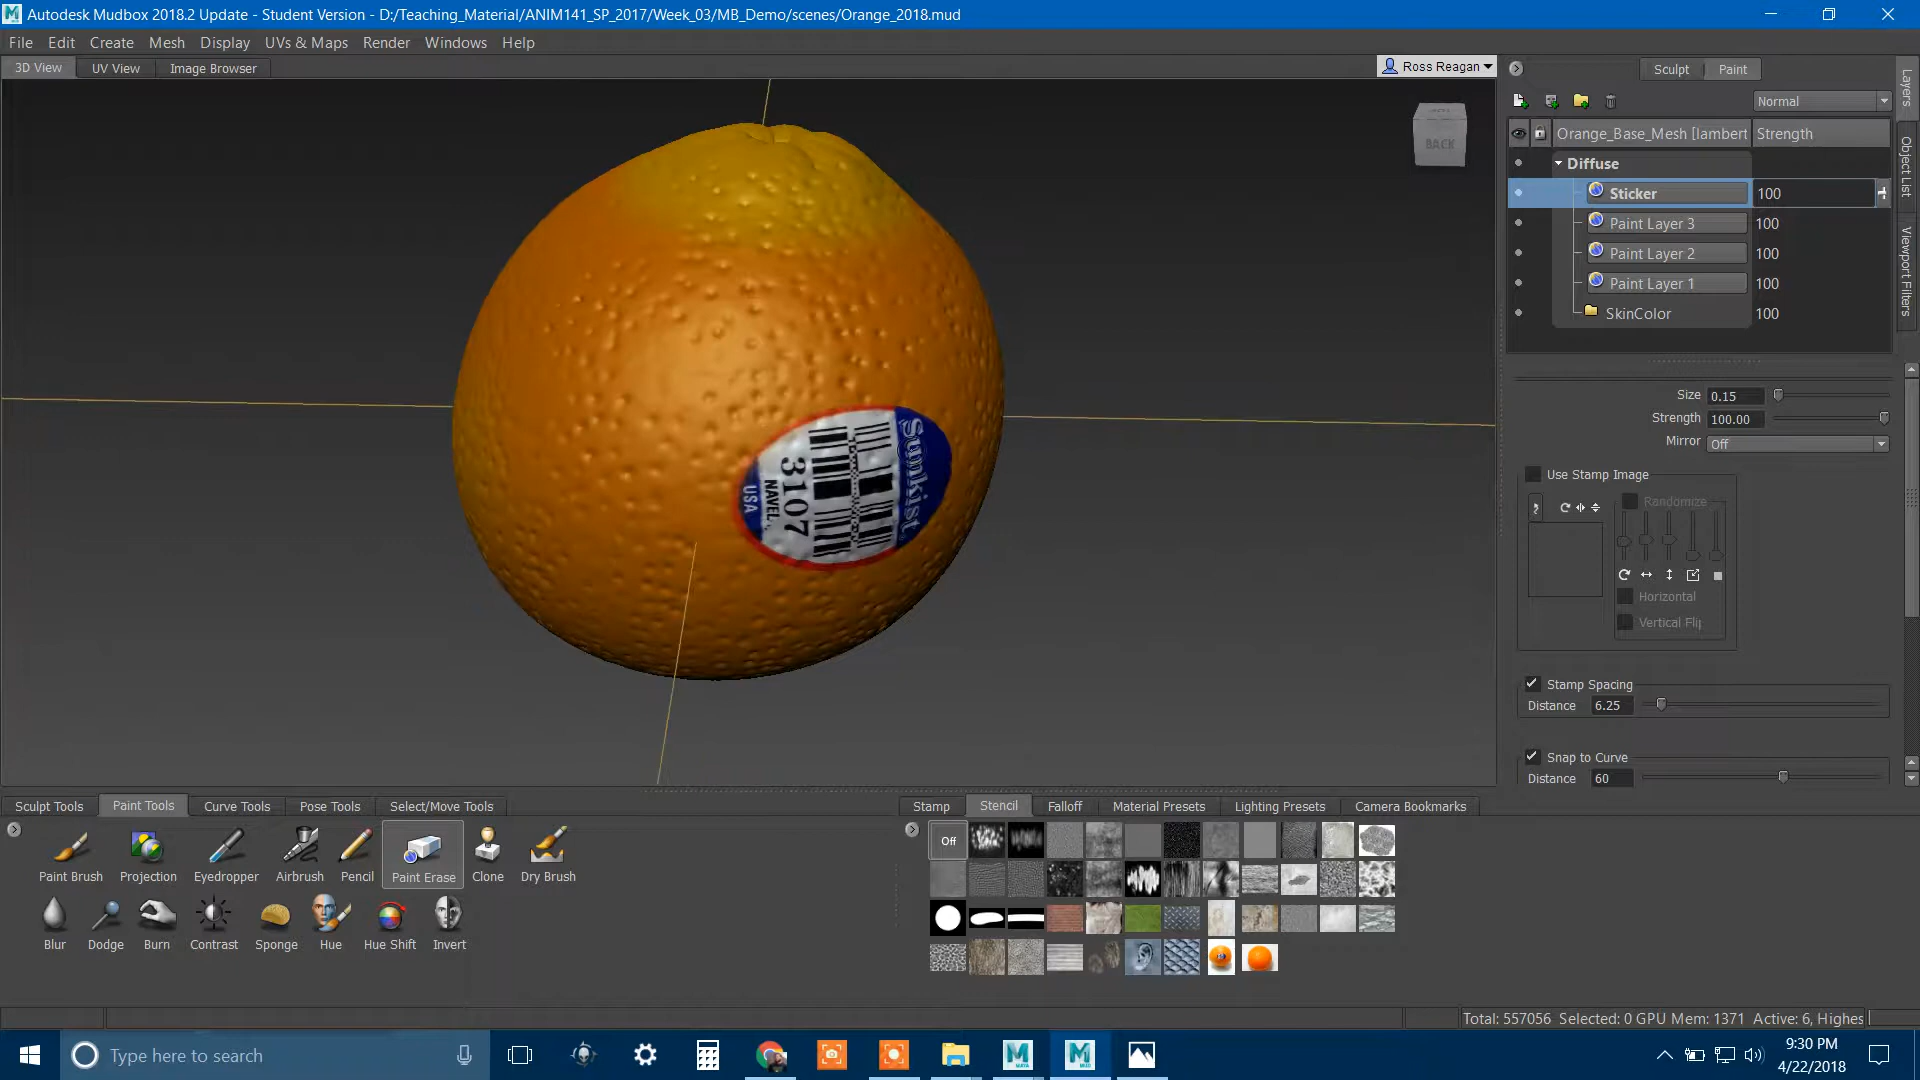 Autodesk Mudbox 2018.2 Update - Student Version - D:/Teaching_Material/ANIM141_SP_2017/Week_03/MB_Demo/scenes/Orange_2018.mud
File Edit Create Mesh Display UVs & Maps Render Windows Help
3D View UV View Image Browser
Ross Reagan
Sculpt Paint
Normal
Orange_Base_Mesh [lambert Strength
Diffuse
Sticker 100
Paint Layer 3 100
Paint Layer 2 100
Paint Layer 1 100
SkinColor 100
Layers
Object List
Viewport Filters
BACK
Sunkist
3107
NAVEL
USA
Size 0.15
Strength 100.00
Mirror Off
Use Stamp Image
Randomize
Horizontal
Vertical Flip
Stamp Spacing
Distance 6.25
Snap to Curve
Distance 60
Sculpt Tools Paint Tools Curve Tools Pose Tools Select/Move Tools
Paint Brush Projection Eyedropper Airbrush Pencil Paint Erase Clone Dry Brush
Blur Dodge Burn Contrast Sponge Hue Hue Shift Invert
Stamp Stencil Falloff Material Presets Lighting Presets Camera Bookmarks
Off
Total: 557056 Selected: 0 GPU Mem: 1371 Active: 6, Highes
Type here to search
9:30 PM
4/22/2018